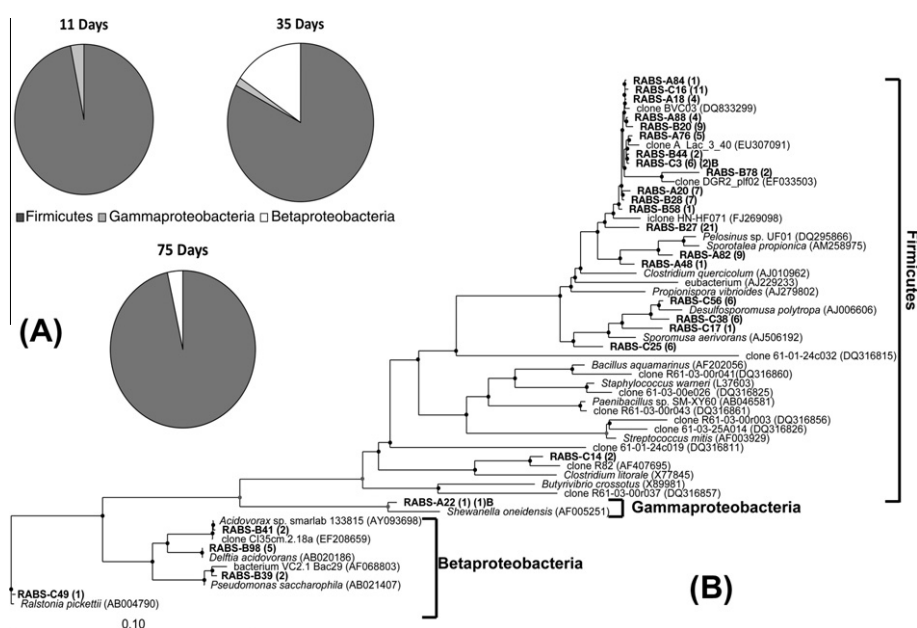 11 Days
35 Days
Firmicutes Gammaproteobacteria Betaproteobacteria
75 Days
(A)
RABS-A84 (1)
RABS-C16 (11)
RABS-A18 (4)
clone BVC03 (DQ833299)
RABS-A88 (4)
RABS-B20 (9)
RABS-A76 (5)
clone A_Lac_3_40 (EU307091)
RABS-B44 (2)
RABS-C3 (6) (2)B
RABS-B78 (2)
clone DGR2_plf02 (EF033503)
RABS-A20 (7)
RABS-B28 (7)
RABS-B58 (1)
iclone HN-HF071 (FJ269098)
RABS-B27 (21)
Pelosinus sp. UF01 (DQ295866)
Sporotalea propionica (AM258975)
RABS-A82 (9)
RABS-A48 (1)
Clostridium quercicolum (AJ010962)
eubacterium (AJ229233)
Propionispora vibrioides (AJ279802)
RABS-C56 (6)
Desulfosporomusa polytropa (AJ006606)
RABS-C38 (6)
RABS-C17 (1)
Sporomusa aerivorans (AJ506192)
RABS-C25 (6)
clone 61-01-24c032 (DQ316815)
Bacillus aquamarinus (AF202056)
clone R61-03-00r041(DQ316860)
Staphylococcus warneri (L37603)
clone 61-03-00e026 (DQ316825)
Paenibacillus sp. SM-XY60 (AB046581)
clone R61-03-00r043 (DQ316861)
clone R61-03-00r003 (DQ316856)
clone 61-03-25A014 (DQ316826)
Streptococcus mitis (AF003929)
clone 61-01-24c019 (DQ316811)
RABS-C14 (2)
clone R82 (AF407695)
Clostridium litorale (X77845)
Butyrivibrio crossotus (X89981)
clone R61-03-00r037 (DQ316857)
Firmicutes
RABS-A22 (1) (1)B
Shewanella oneidensis (AF005251)
Gammaproteobacteria
Acidovorax sp. smarlab 133815 (AY093698)
RABS-B41 (2)
clone CI35cm.2.18a (EF208659)
RABS-B98 (5)
Delftia acidovorans (AB020186)
bacterium VC2.1 Bac29 (AF068803)
RABS-B39 (2)
Pseudomonas saccharophila (AB021407)
Betaproteobacteria
RABS-C49 (1)
Ralstonia pickettii (AB004790)
0.10
(B)